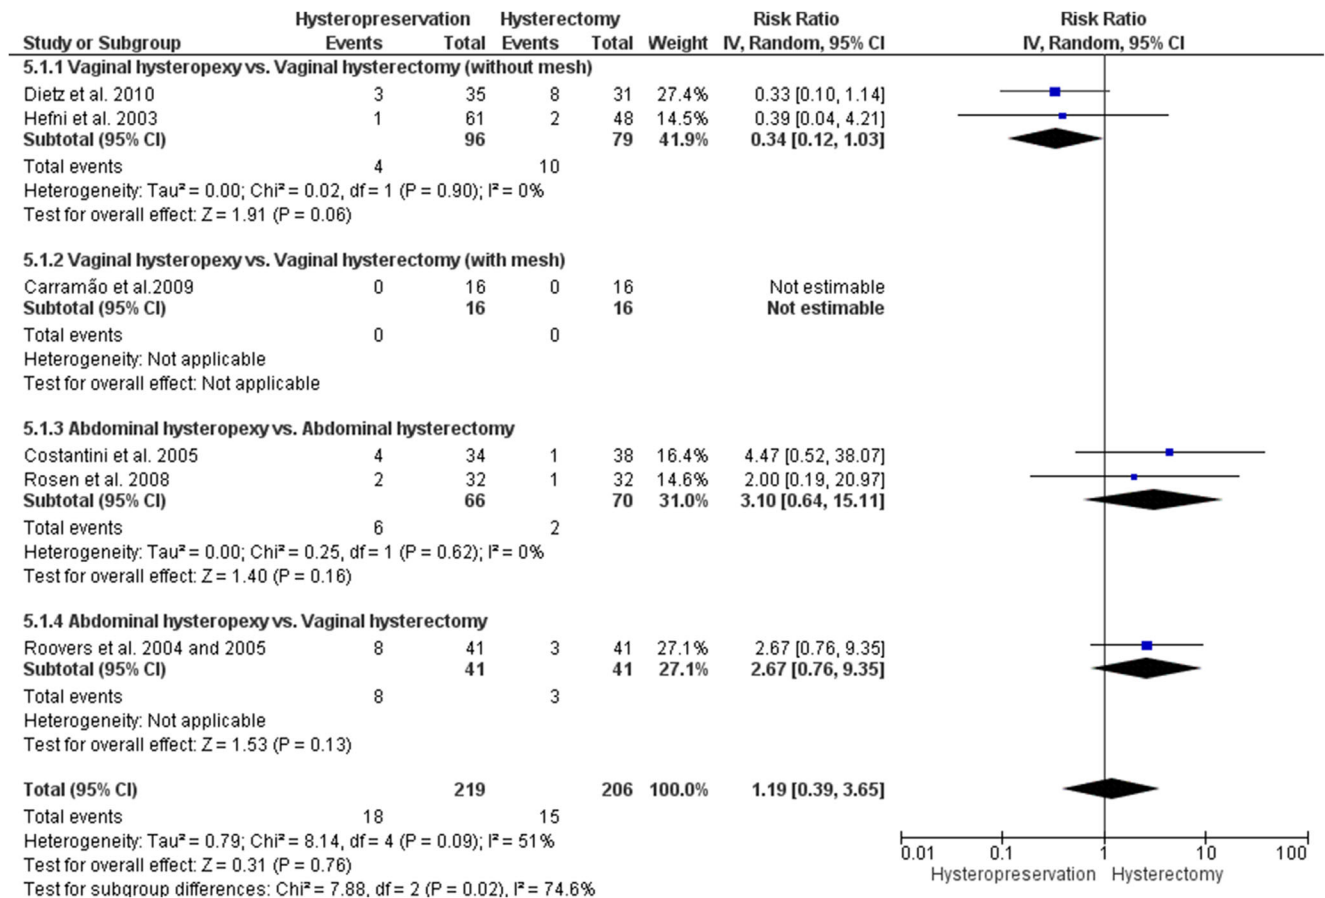 Hysteropreservation Hysterectomy Risk Ratio Risk Ratio
Study or Subgroup Events Total Events Total Weight IV, Random, 95% CI IV, Random, 95% CI
5.1.1 Vaginal hysteropexy vs. Vaginal hysterectomy (without mesh)
Dietz et al. 2010 3 35 8 31 27.4% 0.33 [0.10, 1.14]
Hefni et al. 2003 1 61 2 48 14.5% 0.39 [0.04, 4.21]
Subtotal (95% CI) 96 79 41.9% 0.34 [0.12, 1.03]
Total events 4 10
Heterogeneity: Tau² = 0.00; Chi² = 0.02, df = 1 (P = 0.90); I² = 0%
Test for overall effect: Z = 1.91 (P = 0.06)
5.1.2 Vaginal hysteropexy vs. Vaginal hysterectomy (with mesh)
Carramão et al.2009 0 16 0 16 Not estimable
Subtotal (95% CI) 16 16 Not estimable
Total events 0 0
Heterogeneity: Not applicable
Test for overall effect: Not applicable
5.1.3 Abdominal hysteropexy vs. Abdominal hysterectomy
Costantini et al. 2005 4 34 1 38 16.4% 4.47 [0.52, 38.07]
Rosen et al. 2008 2 32 1 32 14.6% 2.00 [0.19, 20.97]
Subtotal (95% CI) 66 70 31.0% 3.10 [0.64, 15.11]
Total events 6 2
Heterogeneity: Tau² = 0.00; Chi² = 0.25, df = 1 (P = 0.62); I² = 0%
Test for overall effect: Z = 1.40 (P = 0.16)
5.1.4 Abdominal hysteropexy vs. Vaginal hysterectomy
Roovers et al. 2004 and 2005 8 41 3 41 27.1% 2.67 [0.76, 9.35]
Subtotal (95% CI) 41 41 27.1% 2.67 [0.76, 9.35]
Total events 8 3
Heterogeneity: Not applicable
Test for overall effect: Z = 1.53 (P = 0.13)
Total (95% CI) 219 206 100.0% 1.19 [0.39, 3.65]
Total events 18 15
Heterogeneity: Tau² = 0.79; Chi² = 8.14, df = 4 (P = 0.09); I² = 51%
Test for overall effect: Z = 0.31 (P = 0.76)
Test for subgroup differences: Chi² = 7.88, df = 2 (P = 0.02), I² = 74.6%
0.01 0.1 1 10 100
Hysteropreservation Hysterectomy